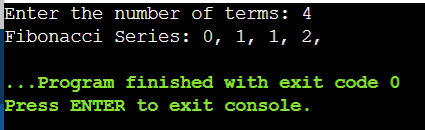 Enter the number of terms: 4
Fibonacci Series: 0, 1, 1, 2,
...Program finished with exit code 0
Press ENTER to exit console.